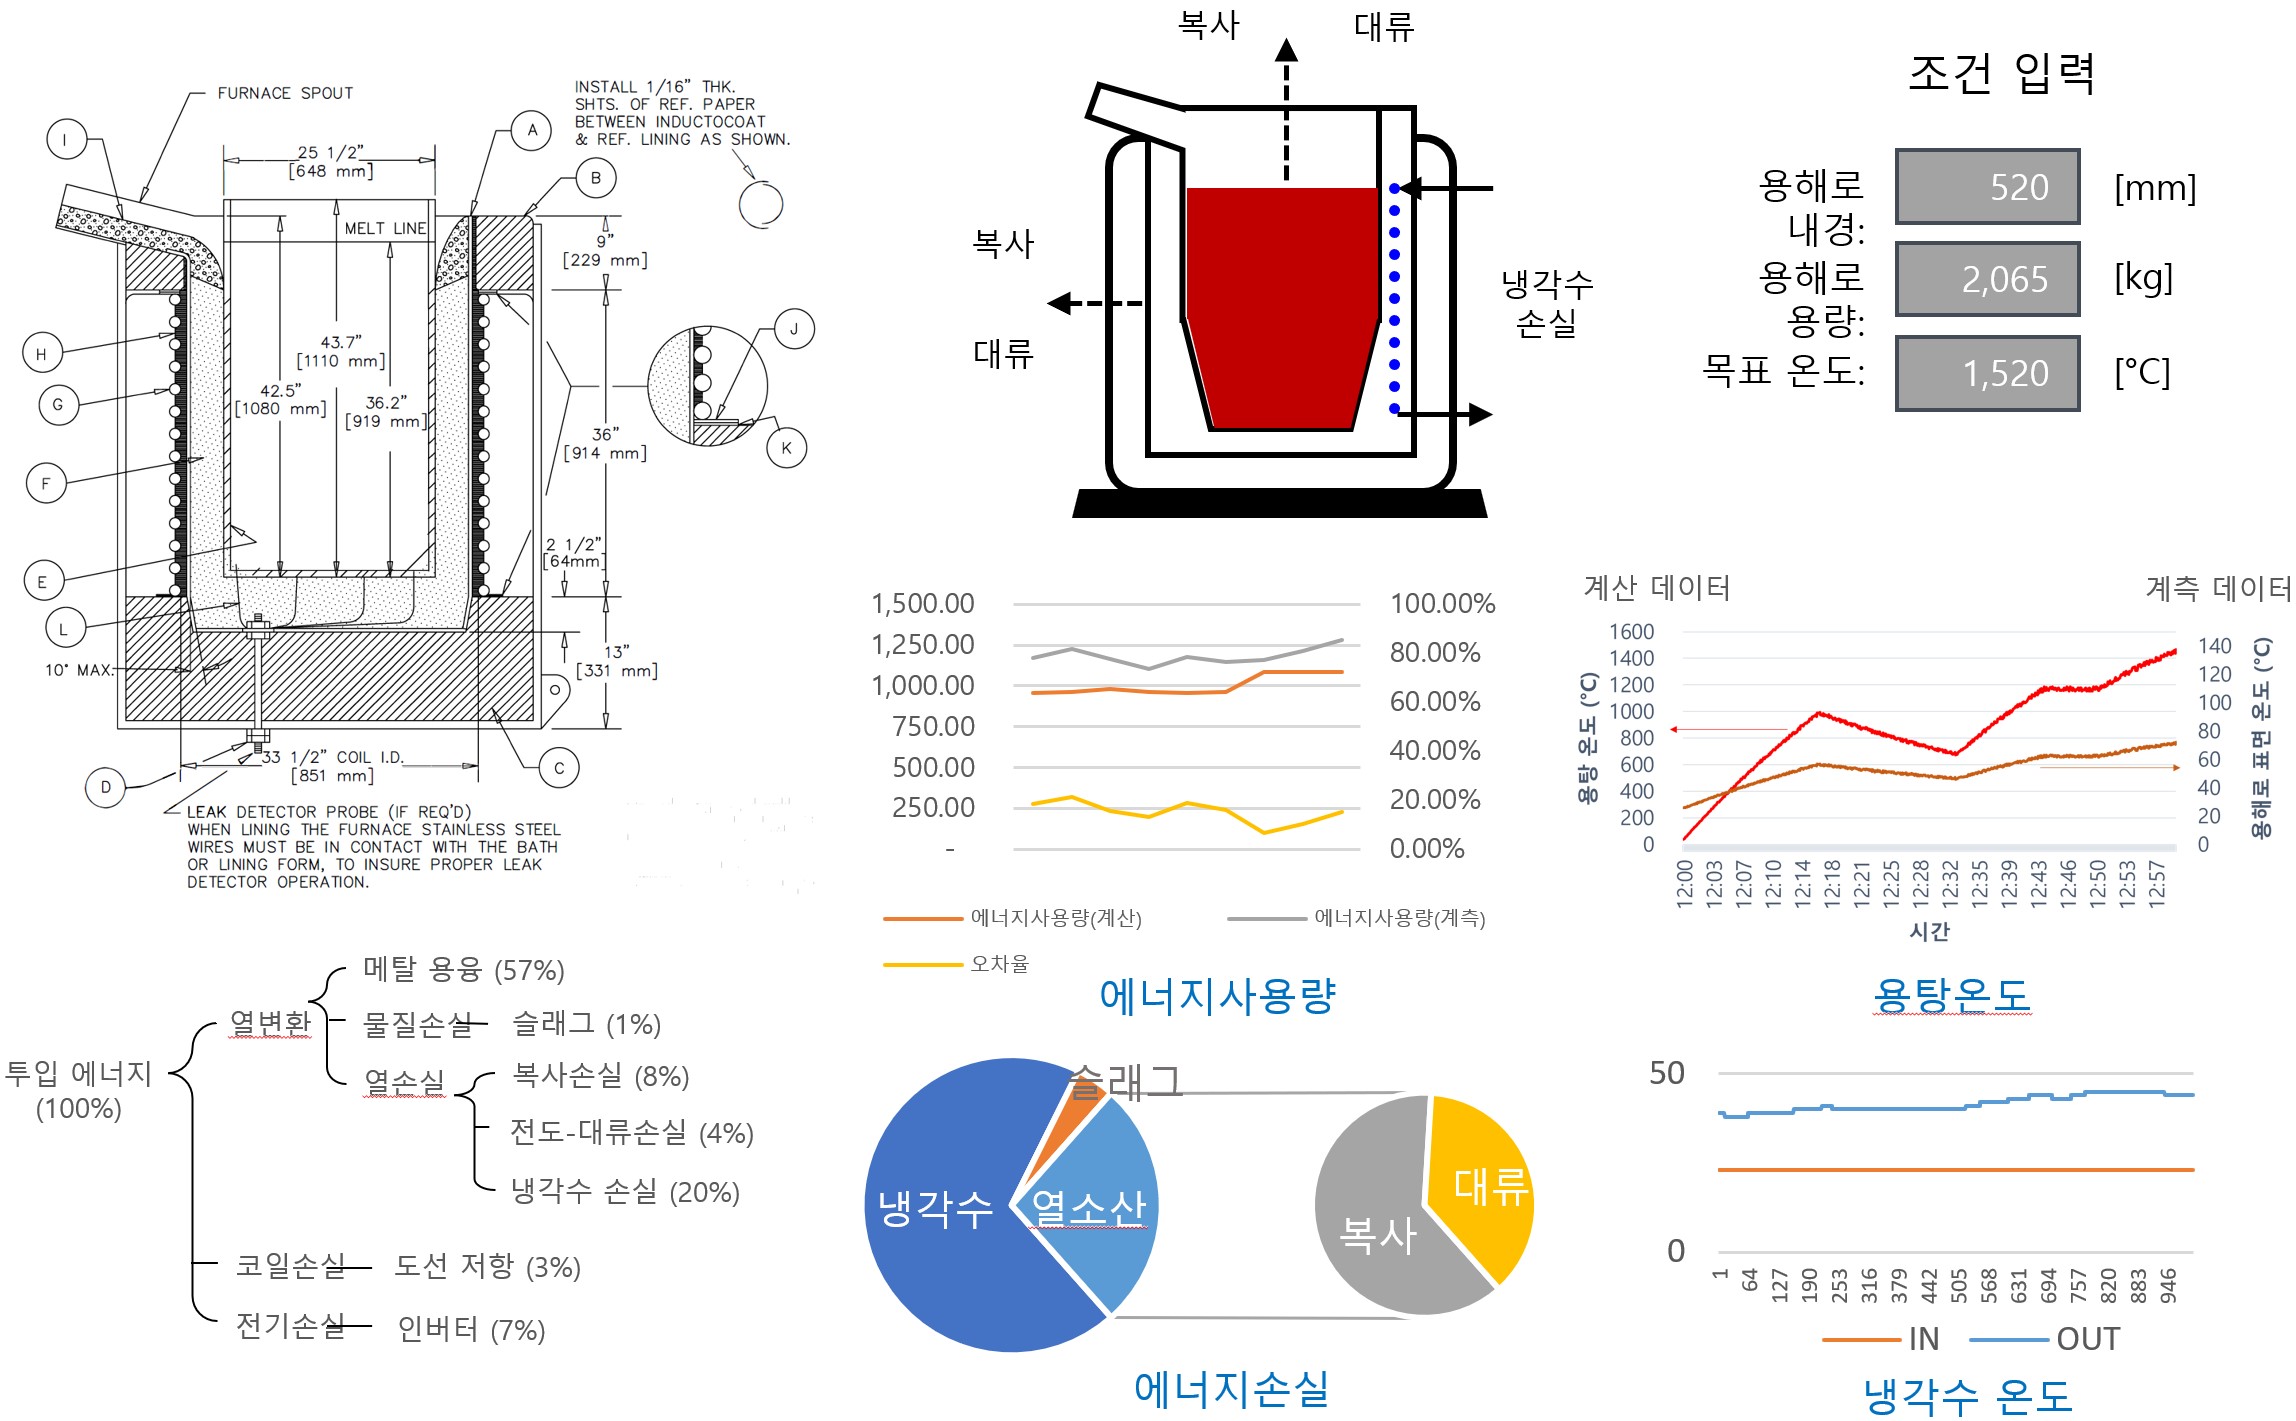 FURNACE SPOUT
INSTALL 1/16” THK.
SHTS. OF REF. PAPER
BETWEEN INDUCTOCOAT
& REF. LINING AS SHOWN.
I
A
B
25 1/2”
[648 mm]
MELT LINE
9”
[229 mm]
H
G
F
E
L
D
C
J
K
43.7”
[1110 mm]
42.5”
[1080 mm]
36.2”
[919 mm]
36”
[914 mm]
2 1/2”
[64mm]
13”
[331 mm]
10° MAX.
33 1/2” COIL I.D.
[851 mm]
LEAK DETECTOR PROBE (IF REQ'D)
WHEN LINING THE FURNACE STAINLESS STEEL
WIRES MUST BE IN CONTACT WITH THE BATH
OR LINING FORM, TO INSURE PROPER LEAK
DETECTOR OPERATION.
복사
대류
복사
대류
냉각수
손실
조건 입력
용해로
내경:
520
[mm]
용해로
용량:
2,065
[kg]
목표 온도:
1,520
[°C]
1,500.00
1,250.00
1,000.00
750.00
500.00
250.00
-
100.00%
80.00%
60.00%
40.00%
20.00%
0.00%
에너지사용량(계산)
에너지사용량(계측)
오차율
에너지사용량
계산 데이터
계측 데이터
용탕 온도 (°C)
1600
1400
1200
1000
800
600
400
200
0
140
120
100
80
60
40
20
0
용해로 표면 온도 (°C)
12:00
12:03
12:07
12:10
12:14
12:18
12:21
12:25
12:28
12:32
12:35
12:39
12:43
12:46
12:50
12:53
12:57
시간
용탕온도
투입 에너지
(100%)
열변환
메탈 용융 (57%)
물질손실
슬래그 (1%)
열손실
복사손실 (8%)
전도-대류손실 (4%)
냉각수 손실 (20%)
코일손실
도선 저항 (3%)
전기손실
인버터 (7%)
슬래그
냉각수
열소산
복사
대류
에너지손실
50
0
1
64
127
190
253
316
379
442
505
568
631
694
757
820
883
946
IN
OUT
냉각수 온도